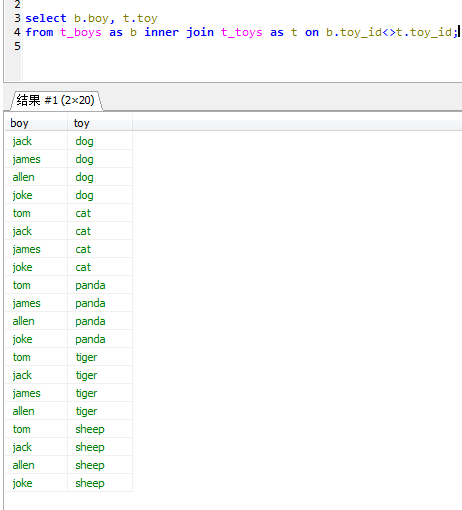 2
3 select b.boy, t.toy
4 from t_boys as b inner join t_toys as t on b.toy_id<>t.toy_id;
5
结果 #1 (2×20)
boy toy
jack dog
james dog
allen dog
joke dog
tom cat
jack cat
james cat
joke cat
tom panda
james panda
allen panda
joke panda
tom tiger
jack tiger
james tiger
allen tiger
tom sheep
jack sheep
allen sheep
joke sheep